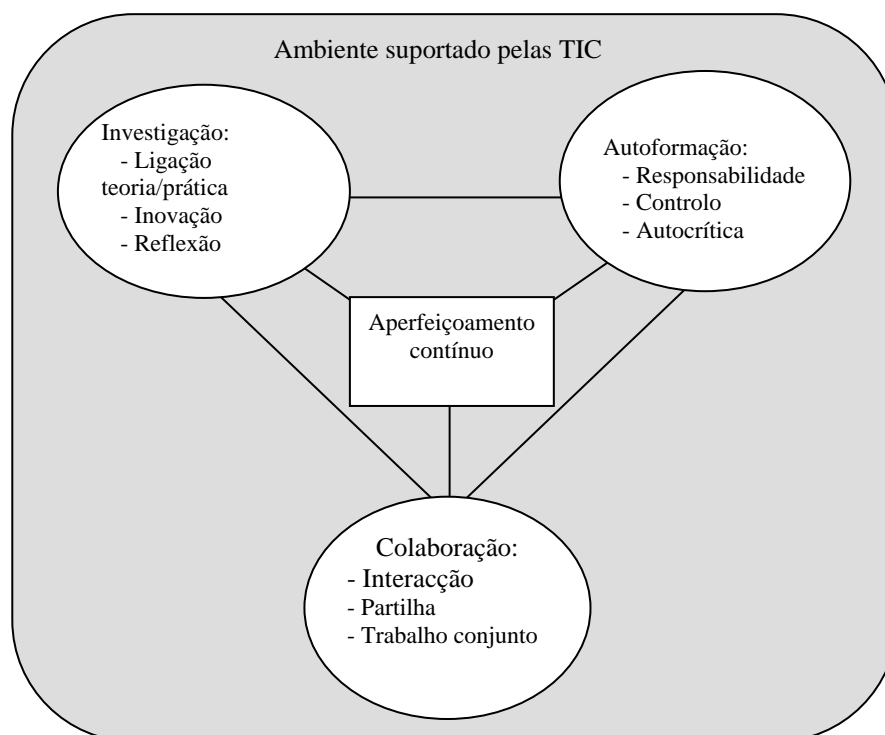 Ambiente suportado pelas TIC
Investigação:
- Ligação
teoria/prática
- Inovação
- Reflexão
Autoformação:
- Responsabilidade
- Controlo
- Autocrítica
Aperfeiçoamento
contínuo
Colaboração:
- Interacção
- Partilha
- Trabalho conjunto